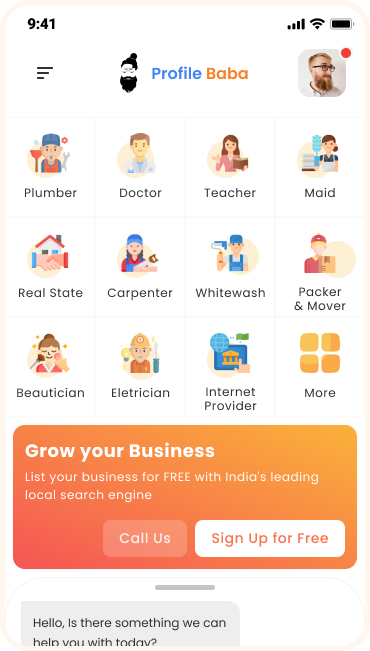 9:41
Profile Baba
Plumber
Doctor
Teacher
Maid
Real State
Carpenter
Whitewash
Packer
& Mover
Beautician
Eletrician
Internet
Provider
More
Grow your Business
List your business for FREE with India's leading
local search engine
Call Us
Sign Up for Free
Hello, Is there something we can
help you with today?